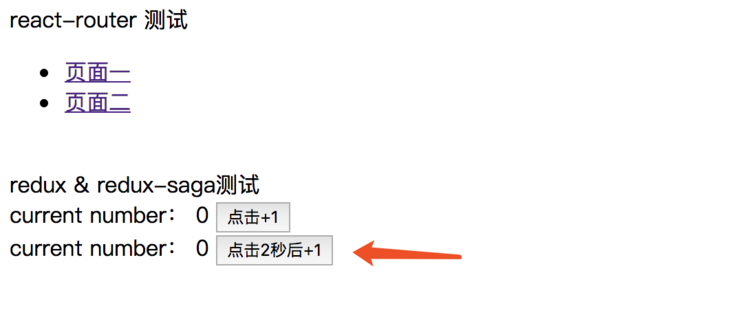 react-router 测试
页面一
页面二
redux & redux-saga测试
current number： 0 点击+1
current number： 0 点击2秒后+1